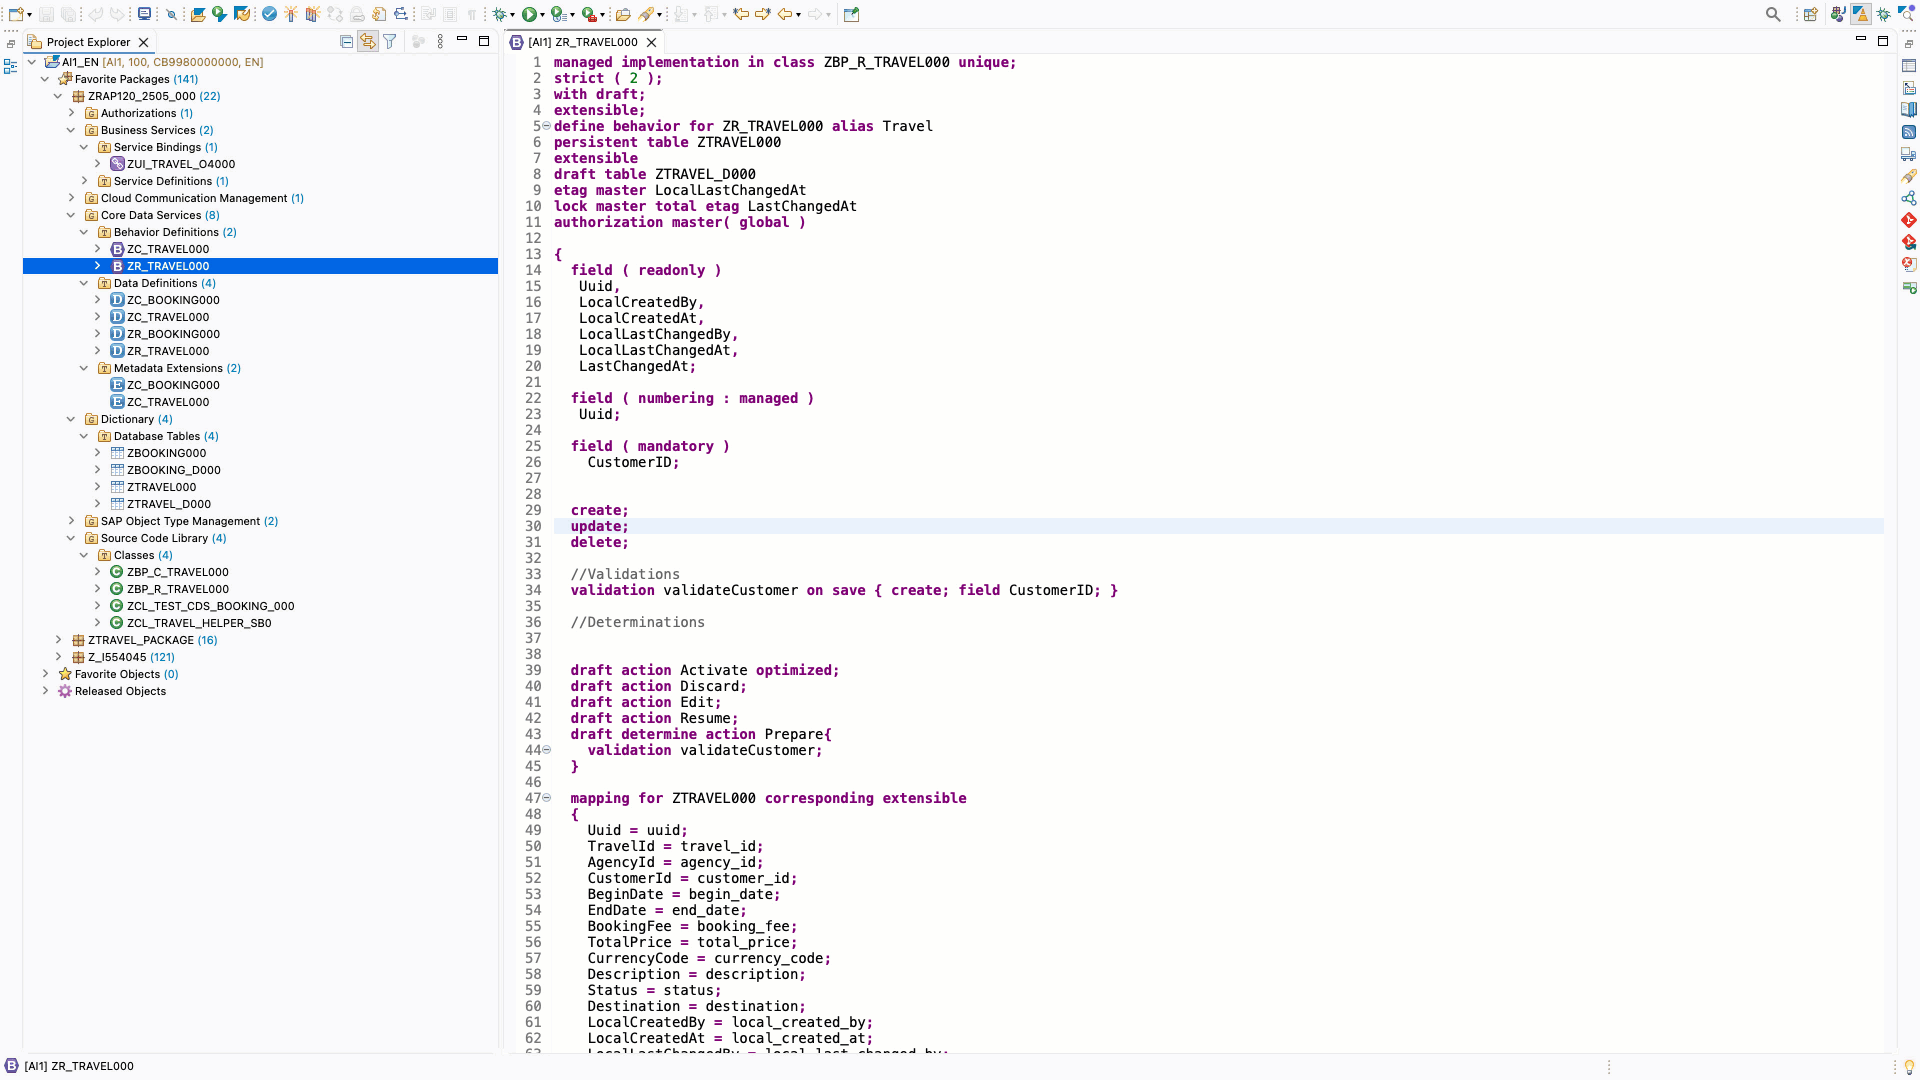 Project Explorer
AI1_EN [AI1, 100, CB9980000000, EN]
Favorite Packages (141)
ZRAP120_2505_000 (22)
Authorizations (1)
Business Services (2)
Service Bindings (1)
ZUI_TRAVEL_O4000
Service Definitions (1)
Cloud Communication Management (1)
Core Data Services (8)
Behavior Definitions (2)
ZC_TRAVEL000
ZR_TRAVEL000
Data Definitions (4)
ZC_BOOKING000
ZC_TRAVEL000
ZR_BOOKING000
ZR_TRAVEL000
Metadata Extensions (2)
ZC_BOOKING000
ZC_TRAVEL000
Dictionary (4)
Database Tables (4)
ZBOOKING000
ZBOOKING_D000
ZTRAVEL000
ZTRAVEL_D000
SAP Object Type Management (2)
Source Code Library (4)
Classes (4)
ZBP_C_TRAVEL000
ZBP_R_TRAVEL000
ZCL_TEST_CDS_BOOKING_000
ZCL_TRAVEL_HELPER_SB0
ZTRAVEL_PACKAGE (16)
Z_I554045 (121)
Favorite Objects (0)
Released Objects
[AI1] ZR_TRAVEL000
1 managed implementation in class ZBP_R_TRAVEL000 unique;
2 strict ( 2 );
3 with draft;
4 extensible;
5 define behavior for ZR_TRAVEL000 alias Travel
6 persistent table ZTRAVEL000
7 extensible
8 draft table ZTRAVEL_D000
9 etag master LocalLastChangedAt
10 lock master total etag LastChangedAt
11 authorization master( global )
12
13 {
14 field ( readonly )
15 Uuid,
16 LocalCreatedBy,
17 LocalCreatedAt,
18 LocalLastChangedBy,
19 LocalLastChangedAt,
20 LastChangedAt;
21
22 field ( numbering : managed )
23 Uuid;
24
25 field ( mandatory )
26 CustomerID;
27
28
29 create;
30 update;
31 delete;
32
33 //Validations
34 validation validateCustomer on save { create; field CustomerID; }
35
36 //Determinations
37
38
39 draft action Activate optimized;
40 draft action Discard;
41 draft action Edit;
42 draft action Resume;
43 draft determine action Prepare{
44 validation validateCustomer;
45 }
46
47 mapping for ZTRAVEL000 corresponding extensible
48 {
49 Uuid = uuid;
50 TravelId = travel_id;
51 AgencyId = agency_id;
52 CustomerId = customer_id;
53 BeginDate = begin_date;
54 EndDate = end_date;
55 BookingFee = booking_fee;
56 TotalPrice = total_price;
57 CurrencyCode = currency_code;
58 Description = description;
59 Status = status;
60 Destination = destination;
61 LocalCreatedBy = local_created_by;
62 LocalCreatedAt = local_created_at;
63 LocalLastChangedBy = local_last_changed_by;
[AI1] ZR_TRAVEL000